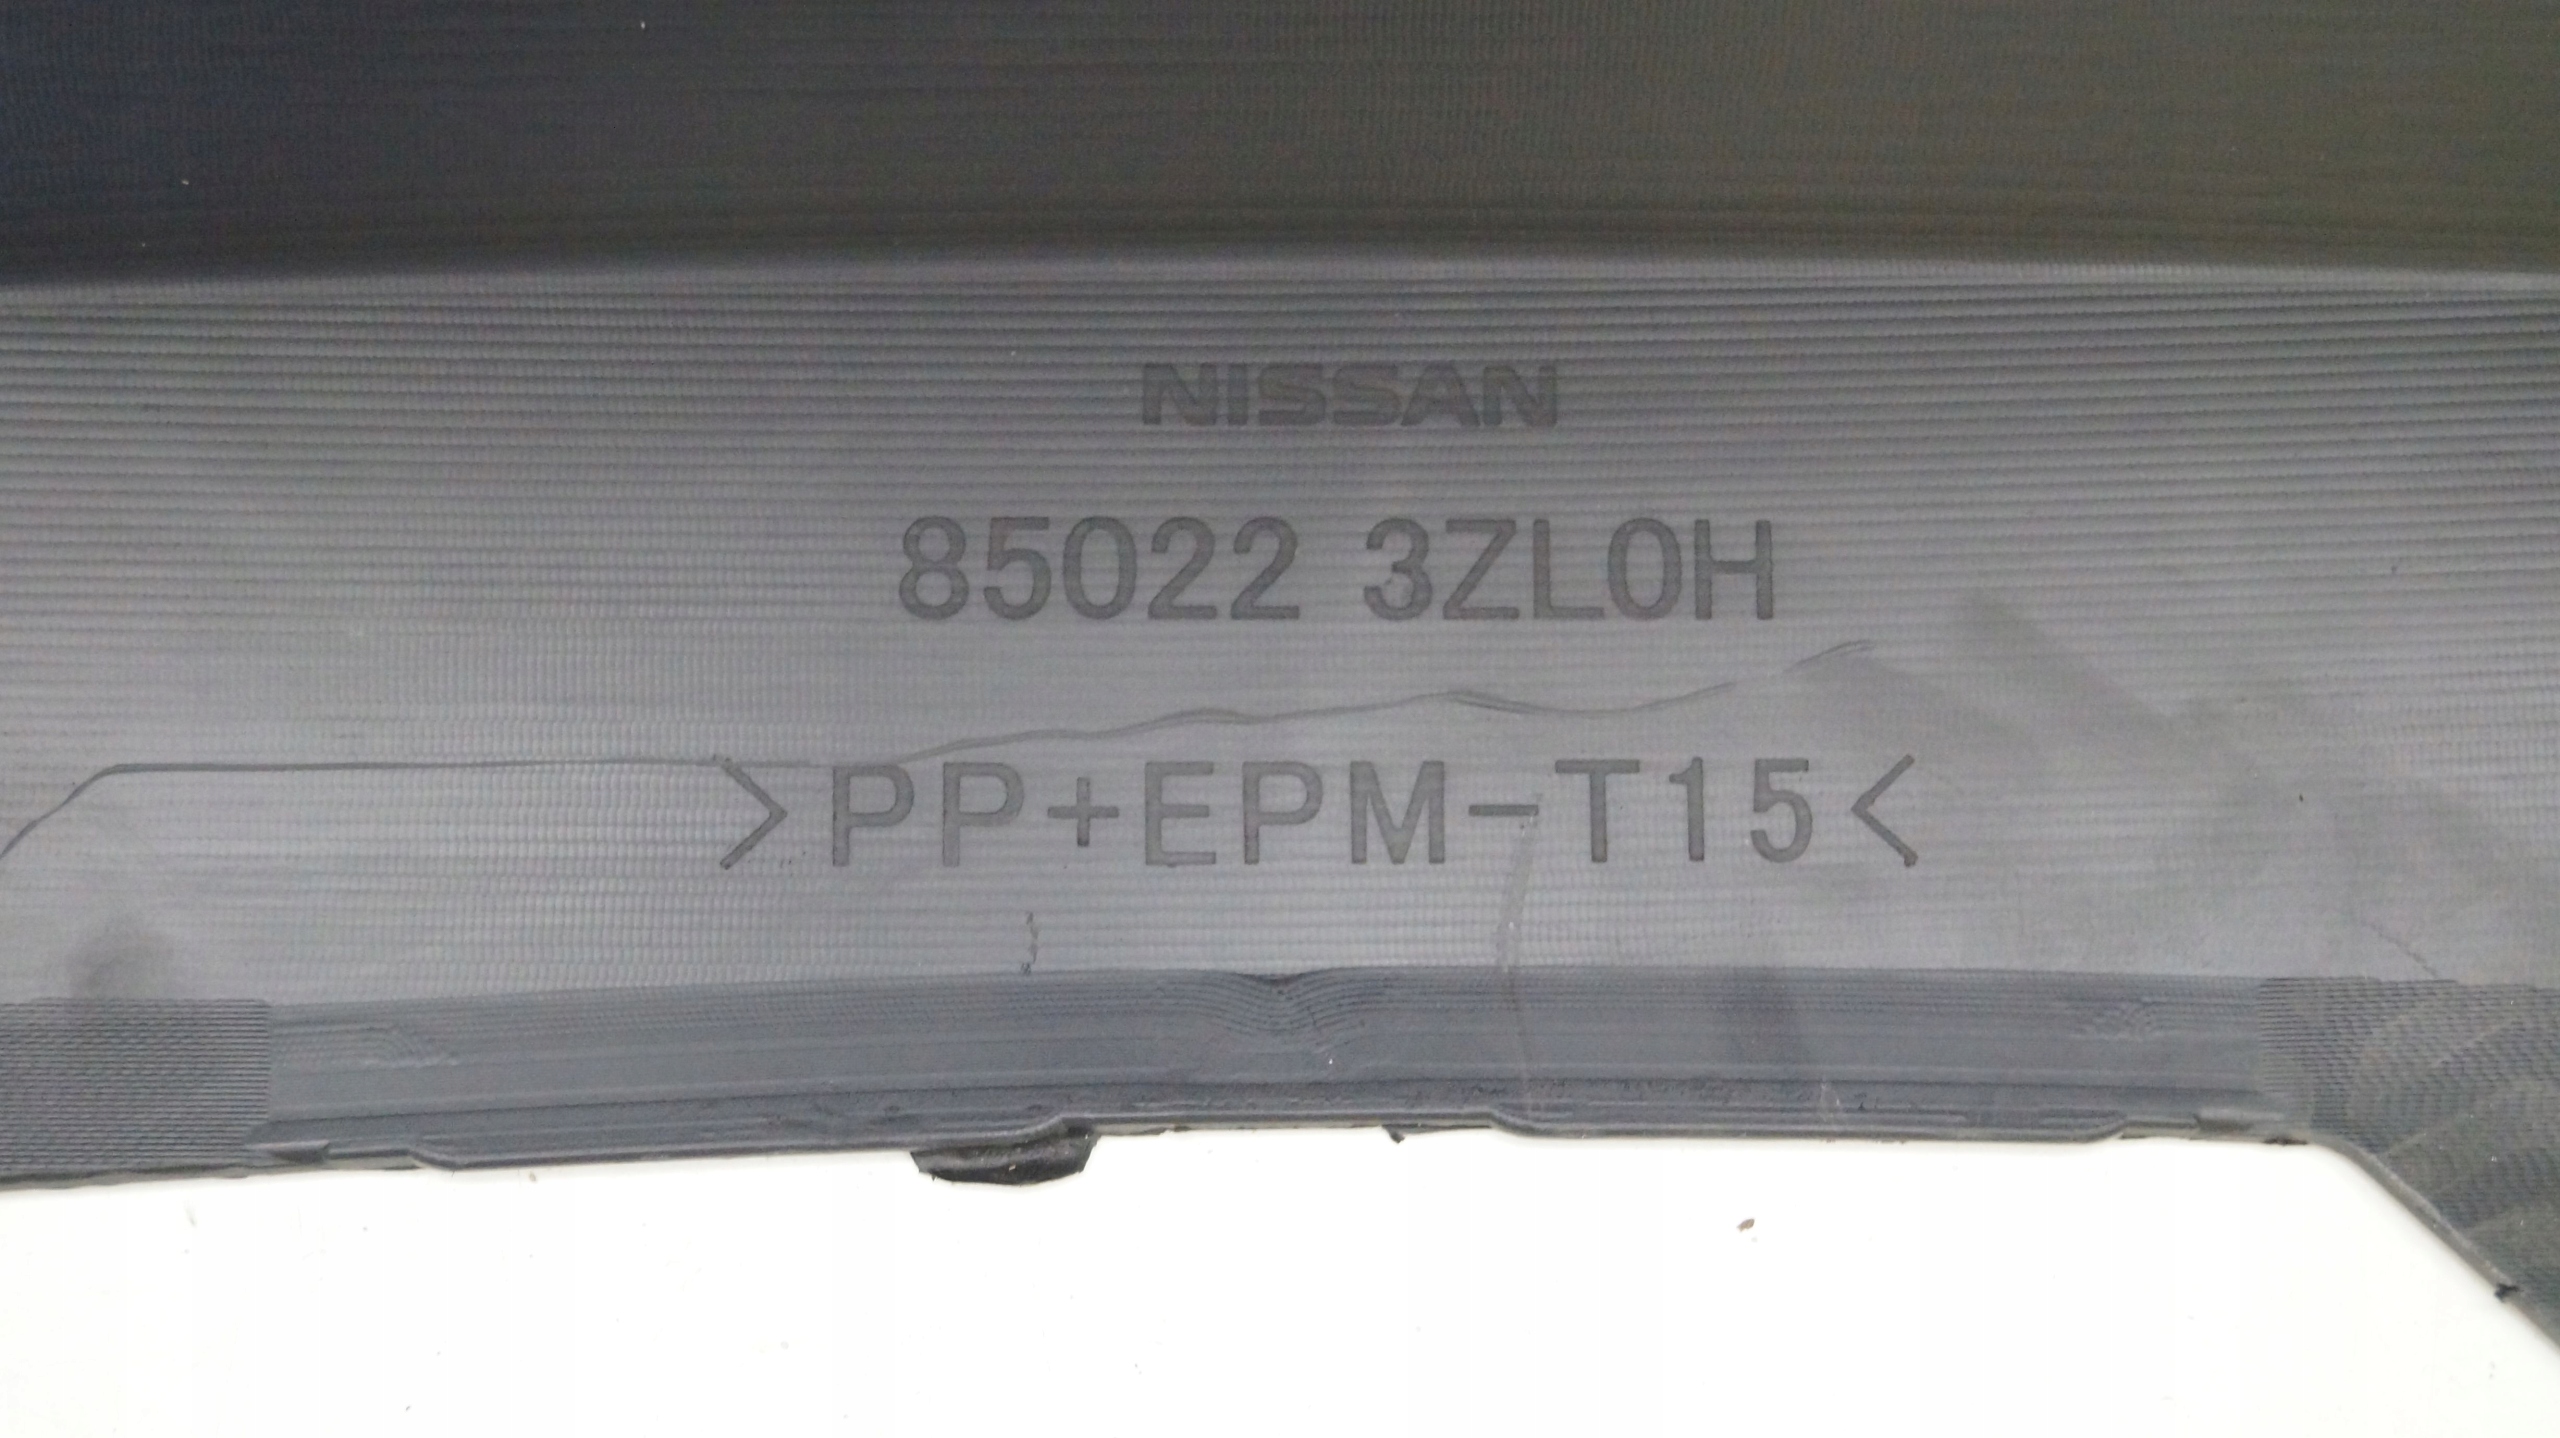 NISSAN
85022 3ZL0H
>PP+EPM-T15<